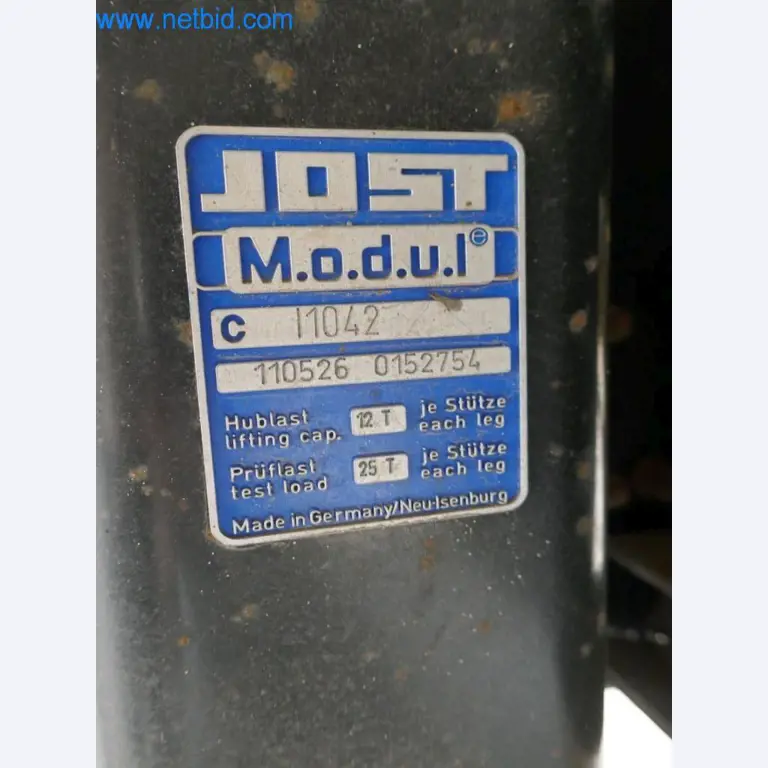 www.netbid.com
JOST
M.o.d.u.l e
C 11042
110526 0152754
Hublast 12 T je Stütze
lifting cap. each leg
Prüflast 25 T je Stütze
test load each leg
Made in Germany/Neu-Isenburg